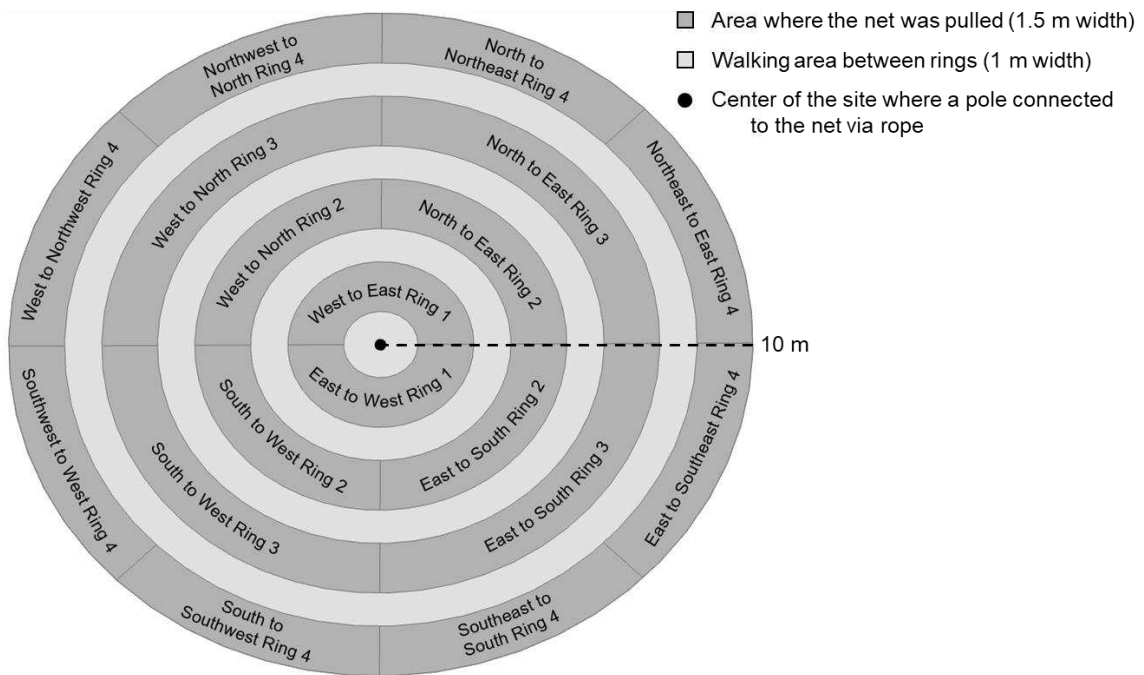 Area where the net was pulled (1.5 m width)
Walking area between rings (1 m width)
Center of the site where a pole connected
to the net via rope
Northwest to
North Ring 4
North to
Northeast Ring 4
West to Northwest Ring 4
Northeast to East Ring 4
West to North Ring 3
North to East Ring 3
West to North Ring 2
North to East Ring 2
West to East Ring 1
10 m
East to West Ring 1
South to West Ring 2
East to South Ring 2
South to West Ring 3
East to South Ring 3
Southwest to West Ring 4
East to Southeast Ring 4
South to
Southwest Ring 4
Southeast to
South Ring 4